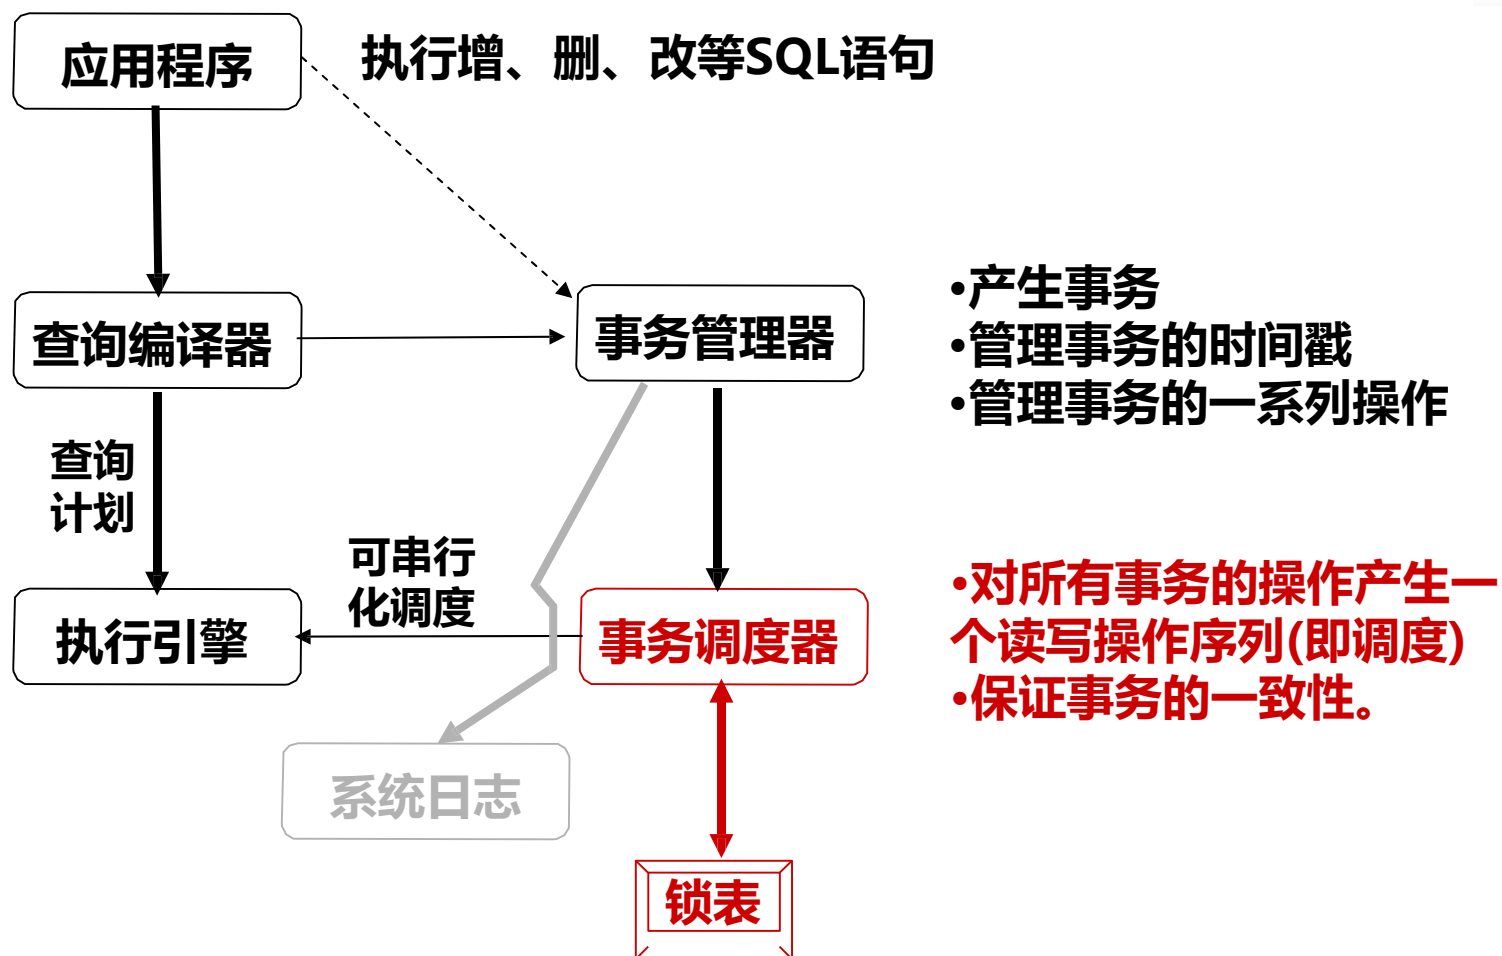 应用程序
执行增、删、改等SQL语句
查询编译器
事务管理器
•产生事务
•管理事务的时间戳
•管理事务的一系列操作
查询
计划
可串行
化调度
执行引擎
事务调度器
•对所有事务的操作产生一
个读写操作序列(即调度)
•保证事务的一致性。
系统日志
锁表